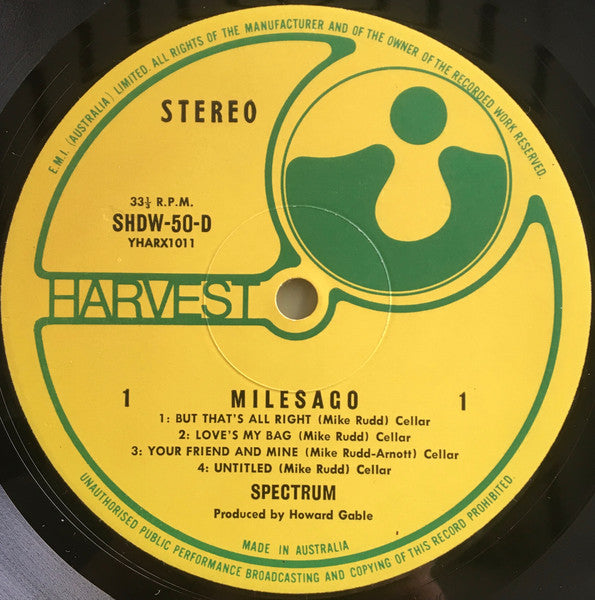 E.M.I. (AUSTRALIA) LIMITED. ALL RIGHTS OF THE MANUFACTURER AND OF THE OWNER OF THE RECORDED WORK RESERVED.
STEREO
33⅓ R.P.M.
SHDW-50-D
YHARX1011
HARVEST
1 MILESAGO 1
1: BUT THAT'S ALL RIGHT (Mike Rudd) Cellar
2: LOVE'S MY BAG (Mike Rudd) Cellar
3: YOUR FRIEND AND MINE (Mike Rudd-Arnott) Cellar
4: UNTITLED (Mike Rudd) Cellar
SPECTRUM
Produced by Howard Gable
MADE IN AUSTRALIA
UNAUTHORISED PUBLIC PERFORMANCE BROADCASTING AND COPYING OF THIS RECORD PROHIBITED.